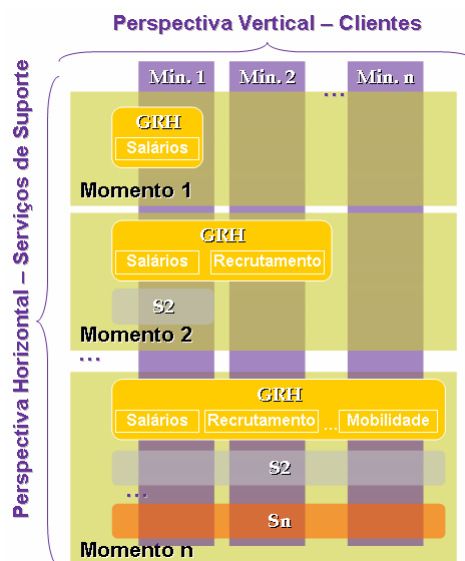 Perspectiva Vertical – Clientes
Perspectiva Horizontal – Serviços de Suporte
Min. 1 Min. 2 ... Min. n
GRH
Salários
Momento 1
GRH
Salários Recrutamento
S2
Momento 2
...
GRH
Salários Recrutamento ... Mobilidade
S2
...
Sn
Momento n